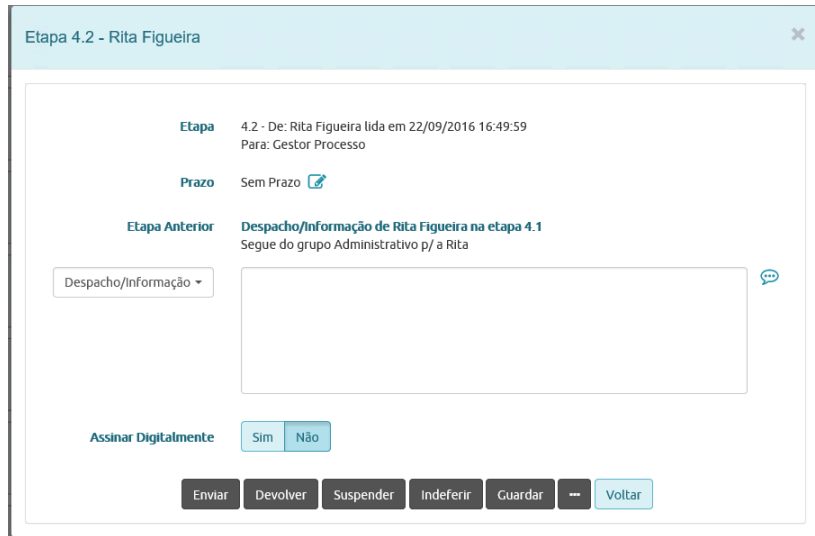 Etapa 4.2 - Rita Figueira
Etapa
4.2 - De: Rita Figueira lida em 22/09/2016 16:49:59
Para: Gestor Processo
Prazo
Sem Prazo
Etapa Anterior
Despacho/Informação de Rita Figueira na etapa 4.1
Segue do grupo Administrativo p/ a Rita
Despacho/Informação
Assinar Digitalmente
Sim Não
Enviar Devolver Suspender Indeferir Guardar ... Voltar